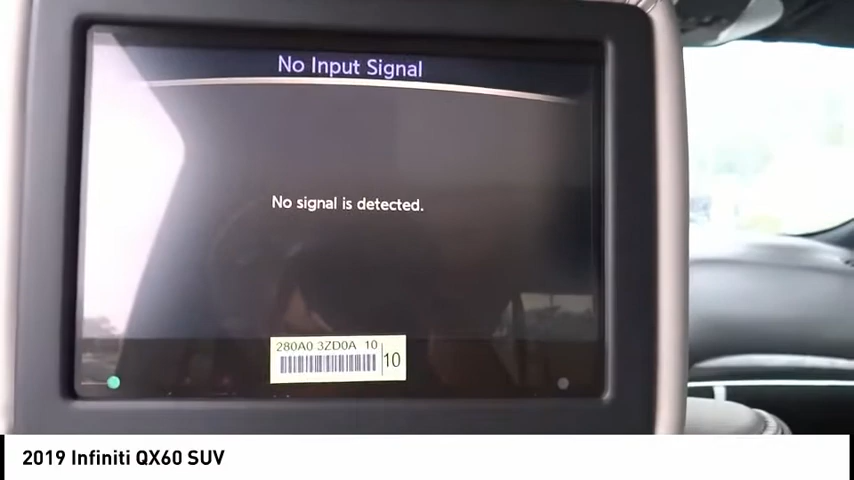 No Input Signal
No signal is detected.
280A0 3ZD0A 10
10
2019 Infiniti QX60 SUV